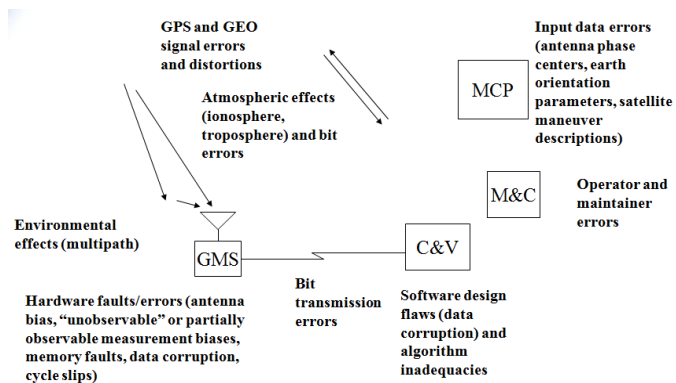 GPS and GEO
signal errors
and distortions
Input data errors
(antenna phase
centers, earth
orientation
parameters, satellite
maneuver
descriptions)
MCP
Atmospheric effects
(ionosphere,
troposphere) and bit
errors
M&C
Operator and
maintainer
errors
Environmental
effects (multipath)
GMS
C&V
Bit
transmission
errors
Hardware faults/errors (antenna
bias, “unobservable” or partially
observable measurement biases,
memory faults, data corruption,
cycle slips)
Software design
flaws (data
corruption) and
algorithm
inadequacies